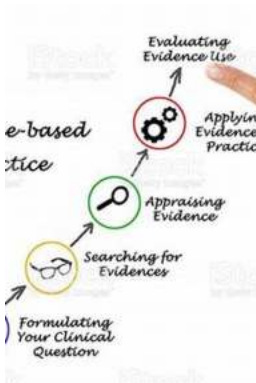 Evaluating
Evidence Use
e-based
ctice
Applyin
Evidence
Practic
Appraising
Evidence
Searching for
Evidences
Formulating
Your Clinical
Question